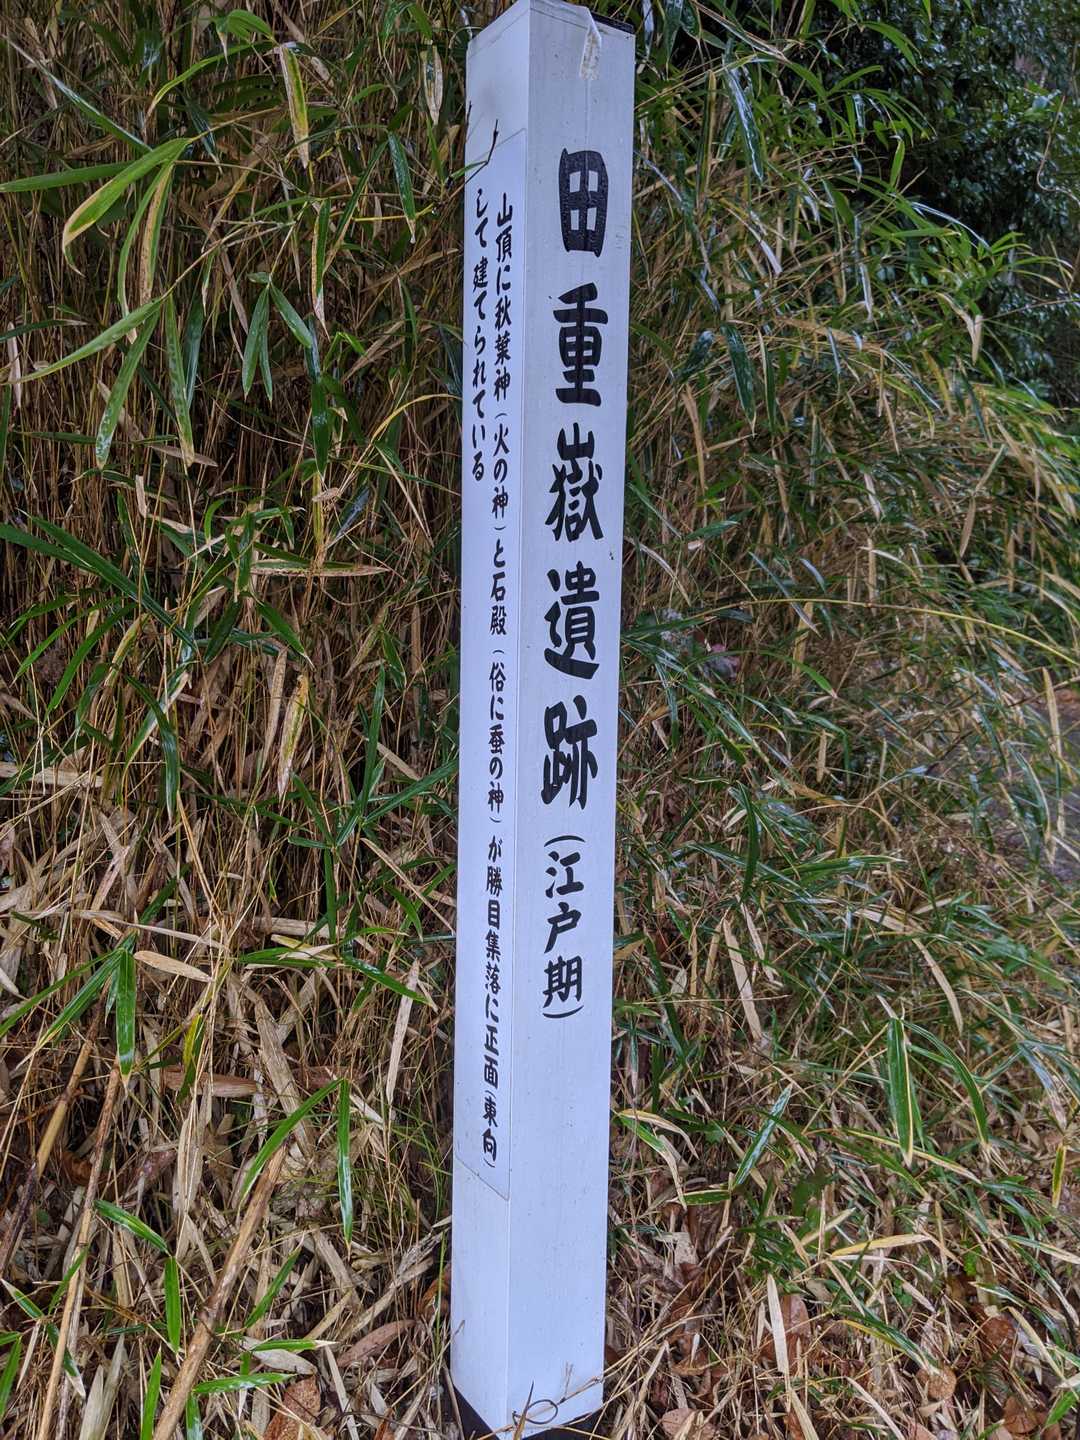 田重嶽遺跡(江戸期)
山頂に秋葉神(火の神)と石殿(俗に蚕の神)が勝目集落に正面(東向)
して建てられている